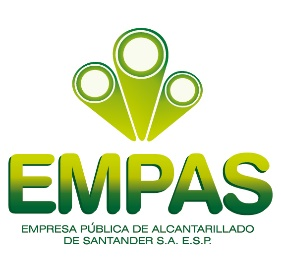 EMPAS
EMPRESA PÚBLICA DE ALCANTARILLADO
DE SANTANDER S.A. E.S.P.